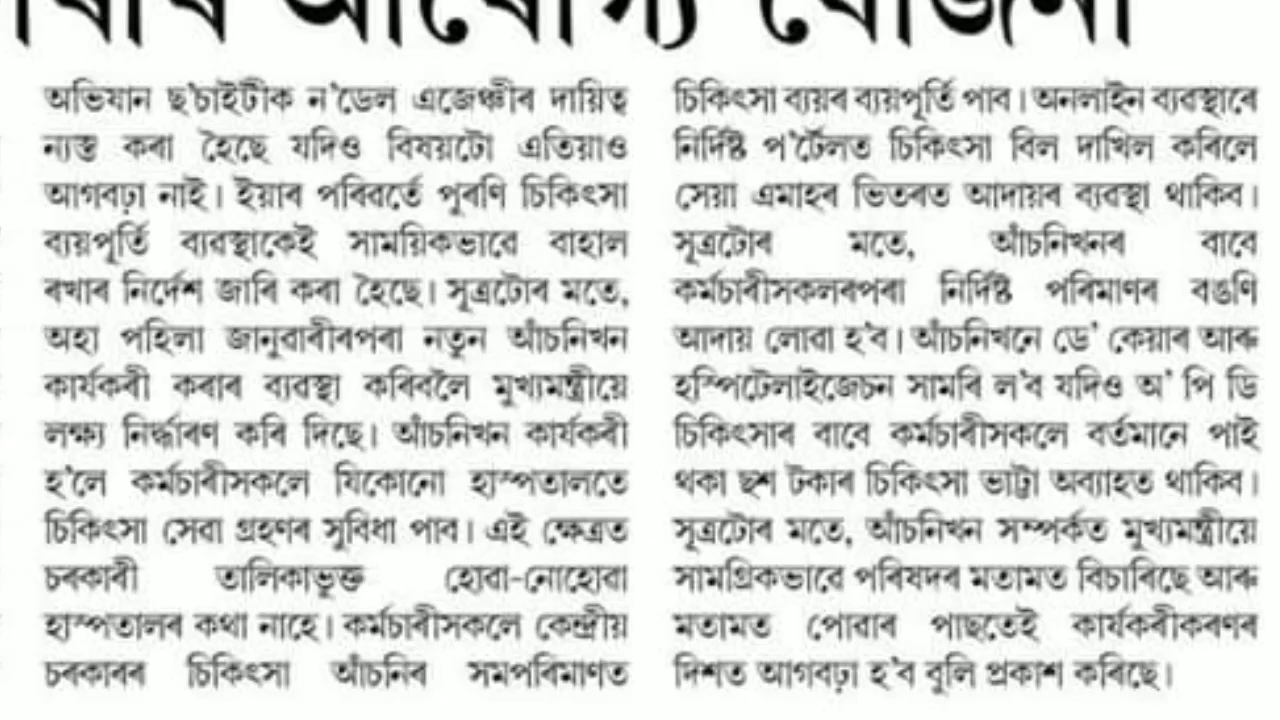 আৰোগ্য যোজনা
অভিযান ছ'চাইটীক ন'ডেল এজেঞ্চীৰ দায়িত্ব
ন্যস্ত কৰা হৈছে যদিও বিষয়টো এতিয়াও
আগবঢ়া নাই। ইয়াৰ পৰিৱৰ্তে পুৰণি চিকিৎসা
ব্যয়পূৰ্তি ব্যৱস্থাকেই সাময়িকভাৱে বাহাল
ৰখাৰ নিৰ্দেশ জাৰি কৰা হৈছে। সূত্ৰটোৰ মতে,
অহা পহিলা জানুৱাৰীৰপৰা নতুন আঁচনিখন
কাৰ্যকৰী কৰাৰ ব্যৱস্থা কৰিবলৈ মুখ্যমন্ত্ৰীয়ে
লক্ষ্য নিৰ্দ্ধাৰণ কৰি দিছে। আঁচনিখন কাৰ্যকৰী
হ'লে কৰ্মচাৰীসকলে যিকোনো হাস্পতালতে
চিকিৎসা সেৱা গ্ৰহণৰ সুবিধা পাব। এই ক্ষেত্ৰত
চৰকাৰী তালিকাভুক্ত হোৱা-নোহোৱা
হাস্পতালৰ কথা নাহে। কৰ্মচাৰীসকলে কেন্দ্ৰীয়
চৰকাৰৰ চিকিৎসা আঁচনিৰ সমপৰিমাণত
চিকিৎসা ব্যয়ৰ ব্যয়পূৰ্তি পাব। অনলাইন ব্যৱস্থাৰে
নিৰ্দিষ্ট প'ৰ্টেলত চিকিৎসা বিল দাখিল কৰিলে
সেয়া এমাহৰ ভিতৰত আদায়ৰ ব্যৱস্থা থাকিব।
সূত্ৰটোৰ মতে, আঁচনিখনৰ বাবে
কৰ্মচাৰীসকলৰপৰা নিৰ্দিষ্ট পৰিমাণৰ বঙণি
আদায় লোৱা হ'ব। আঁচনিখনে ডে' কেয়াৰ আৰু
হস্পিটেলাইজেচন সামৰি ল'ব যদিও অ' পি ডি
চিকিৎসাৰ বাবে কৰ্মচাৰীসকলে বৰ্তমানে পাই
থকা ছশ টকাৰ চিকিৎসা ভাট্টা অব্যাহত থাকিব।
সূত্ৰটোৰ মতে, আঁচনিখন সম্পৰ্কত মুখ্যমন্ত্ৰীয়ে
সামগ্ৰিকভাৱে পৰিষদৰ মতামত বিচাৰিছে আৰু
মতামত পোৱাৰ পাছতেই কাৰ্যকৰীকৰণৰ
দিশত আগবঢ়া হ'ব বুলি প্ৰকাশ কৰিছে।